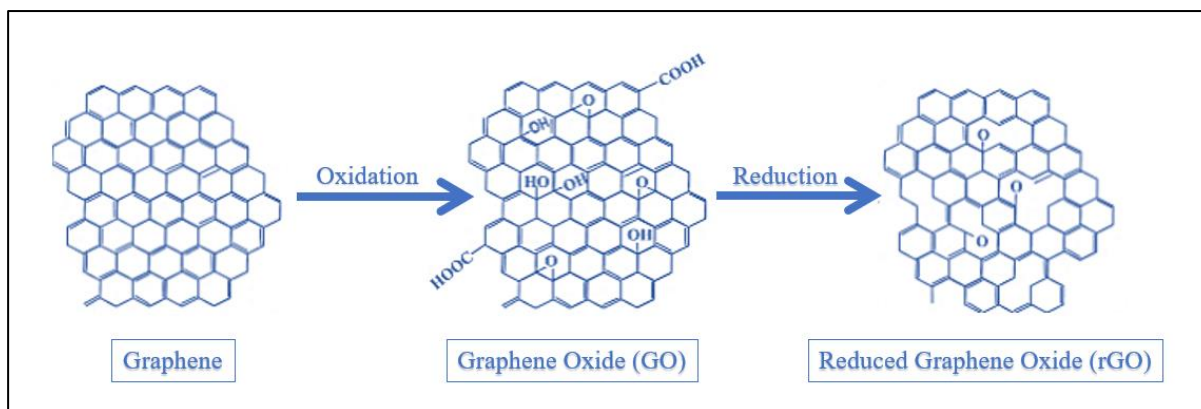 COOH
O
OH
HO
OH
O
OH
HOOC
O
Oxidation
Reduction
O
O
O
Graphene
Graphene Oxide (GO)
Reduced Graphene Oxide (rGO)